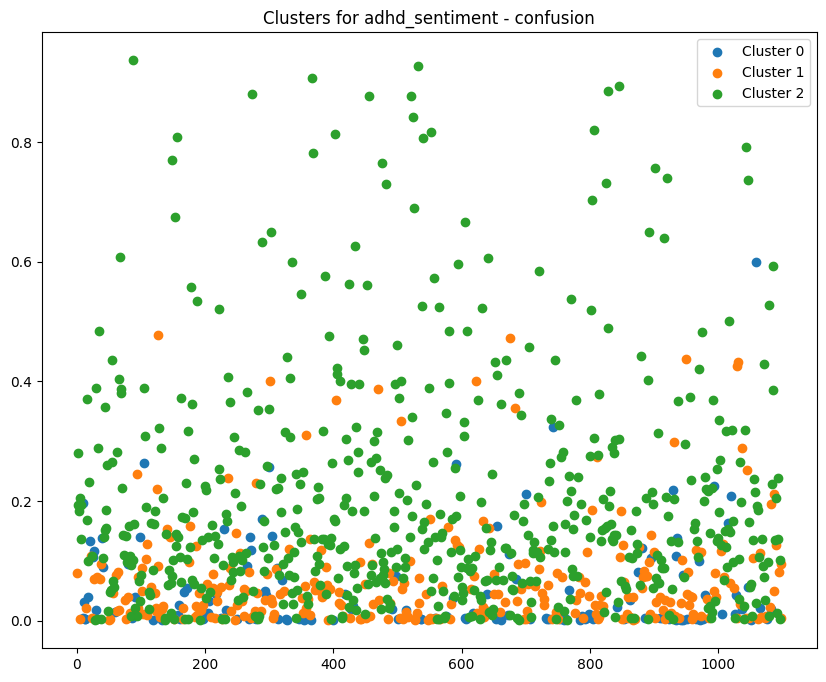 Clusters for adhd_sentiment - confusion
Cluster 0
Cluster 1
Cluster 2
0.8
0.6
0.4
0.2
0.0
0 200 400 600 800 1000